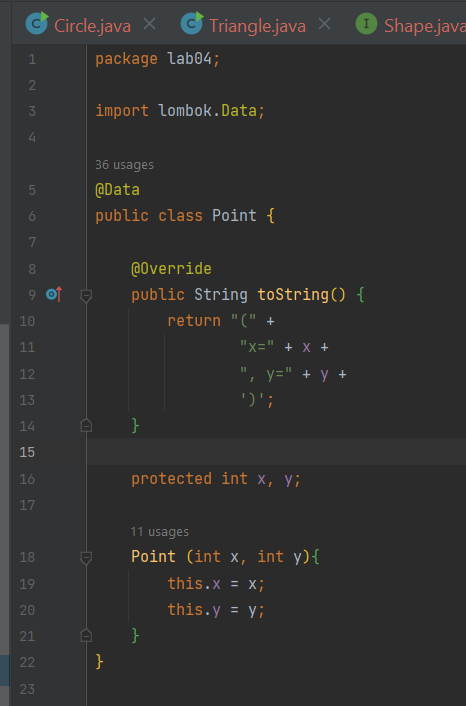 Circle.java Triangle.java Shape.java
1 package lab04;
2
3 import lombok.Data;
4
36 usages
5 @Data
6 public class Point {
7
8 @Override
9 public String toString() {
10 return "(" +
11 "x=" + x +
12 ", y=" + y +
13 ')';
14 }
15
16 protected int x, y;
17
11 usages
18 Point (int x, int y){
19 this.x = x;
20 this.y = y;
21 }
22 }
23